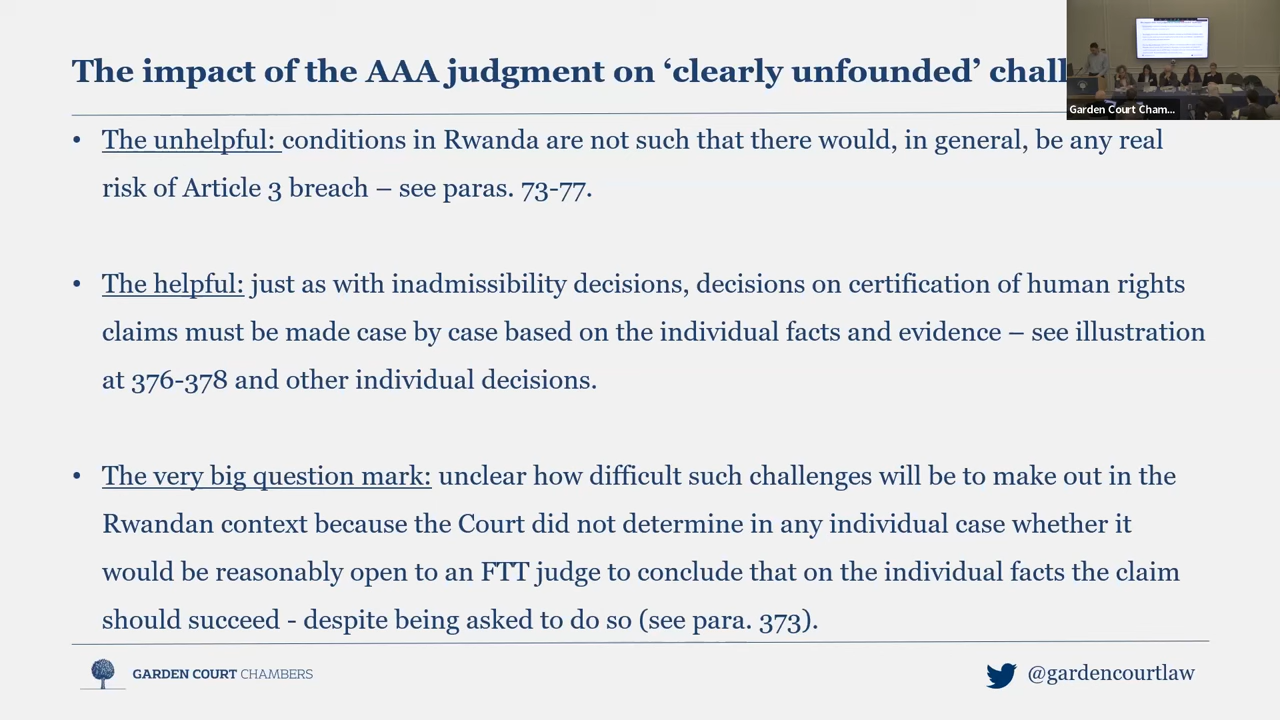 The impact of the AAA judgment on ‘clearly unfounded’ chall
Garden Court Cham...
• The unhelpful: conditions in Rwanda are not such that there would, in general, be any real
risk of Article 3 breach – see paras. 73-77.
• The helpful: just as with inadmissibility decisions, decisions on certification of human rights
claims must be made case by case based on the individual facts and evidence – see illustration
at 376-378 and other individual decisions.
• The very big question mark: unclear how difficult such challenges will be to make out in the
Rwandan context because the Court did not determine in any individual case whether it
would be reasonably open to an FTT judge to conclude that on the individual facts the claim
should succeed - despite being asked to do so (see para. 373).
GARDEN COURT CHAMBERS
@gardencourtlaw